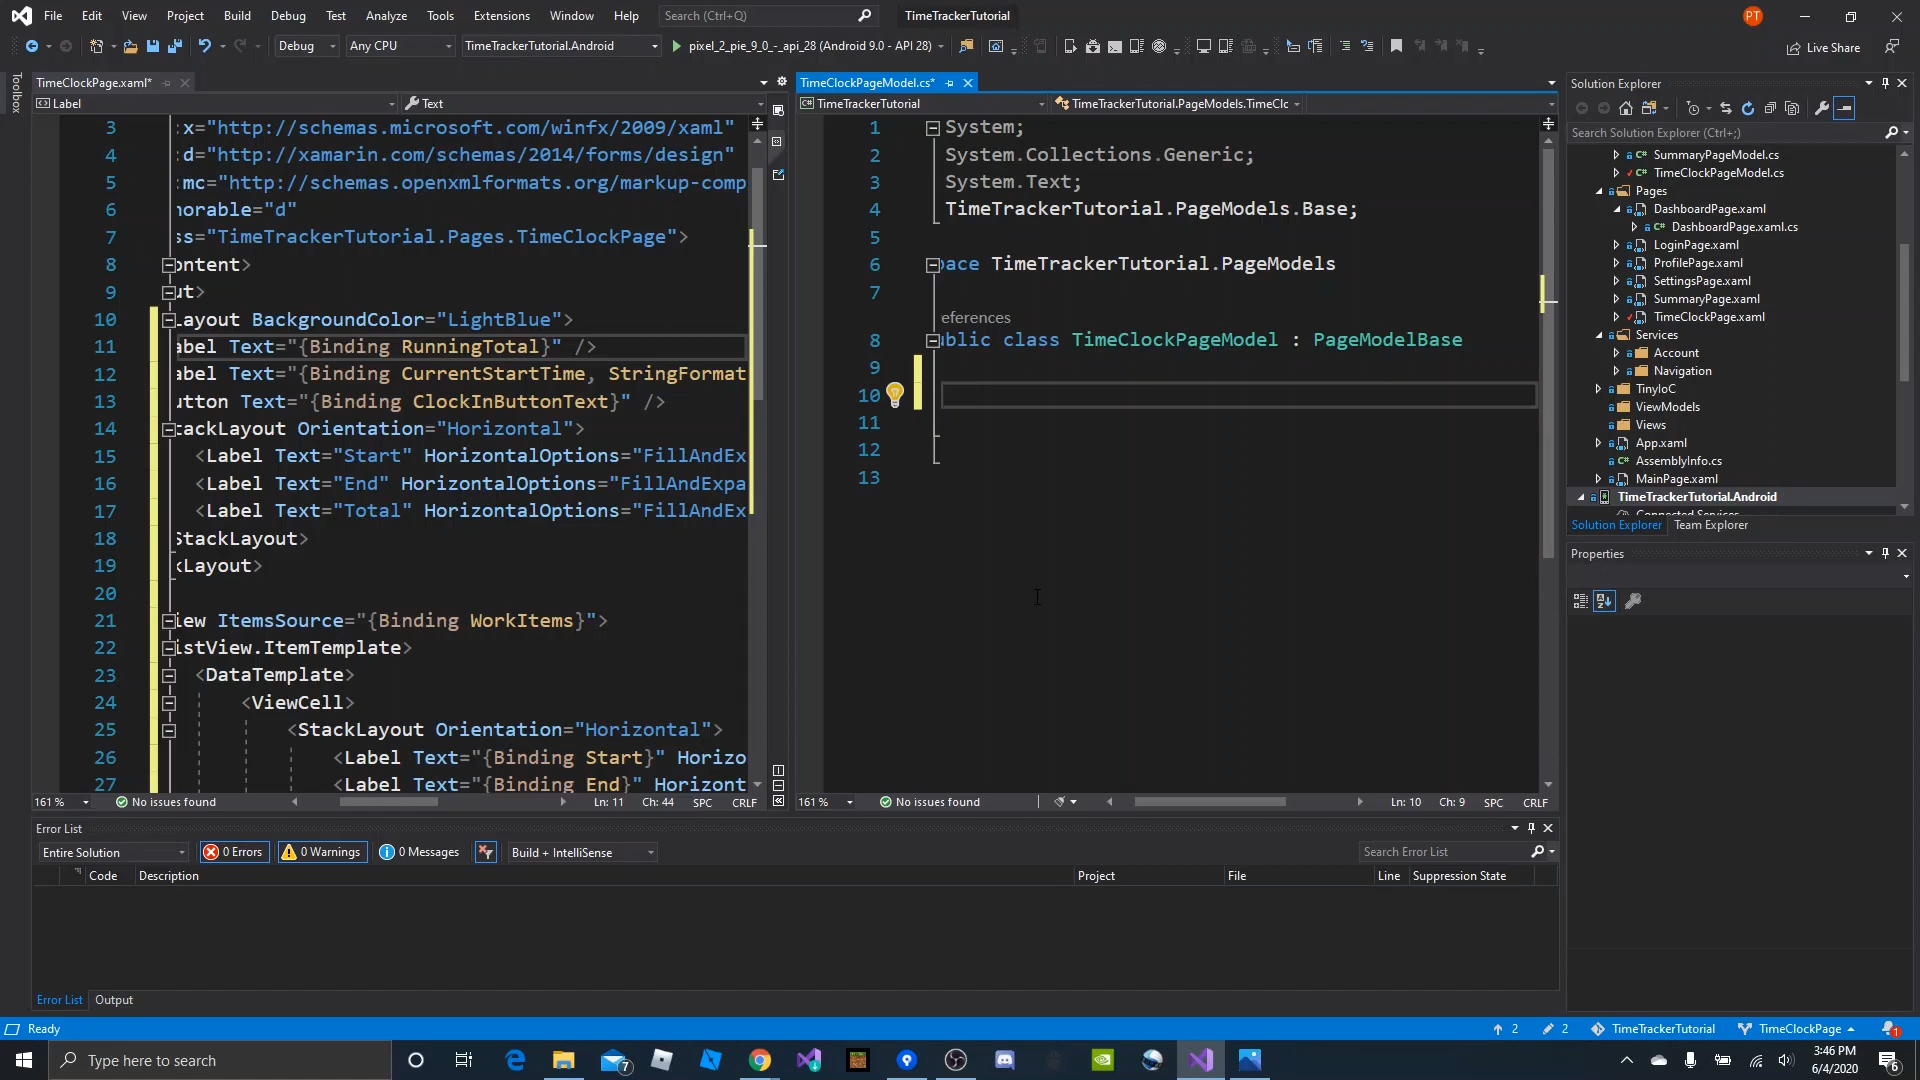 File Edit View Project Build Debug Test Analyze Tools Extensions Window Help Search (Ctrl+Q) TimeTrackerTutorial PT
Debug Any CPU TimeTrackerTutorial.Android pixel_2_pie_9_0_-_api_28 (Android 9.0 - API 28) Live Share
Toolbox
TimeClockPage.xaml*
Label Text
3 :x="http://schemas.microsoft.com/winfx/2009/xaml"
4 :d="http://xamarin.com/schemas/2014/forms/design"
5 :mc="http://schemas.openxmlformats.org/markup-comp
6 norable="d"
7 ss="TimeTrackerTutorial.Pages.TimeClockPage">
8 ontent>
9 ut>
10 Layout BackgroundColor="LightBlue">
11 abel Text="{Binding RunningTotal}" />
12 abel Text="{Binding CurrentStartTime, StringFormat
13 utton Text="{Binding ClockInButtonText}" />
14 tackLayout Orientation="Horizontal">
15 <Label Text="Start" HorizontalOptions="FillAndEx
16 <Label Text="End" HorizontalOptions="FillAndExpa
17 <Label Text="Total" HorizontalOptions="FillAndEx
18 StackLayout>
19 kLayout>
20
21 iew ItemsSource="{Binding WorkItems}">
22 istView.ItemTemplate>
23 <DataTemplate>
24 <ViewCell>
25 <StackLayout Orientation="Horizontal">
26 <Label Text="{Binding Start}" Horizo
27 <Label Text="{Binding End}" Horizont
161 % No issues found Ln: 11 Ch: 44 SPC CRLF
TimeClockPageModel.cs*
TimeTrackerTutorial TimeTrackerTutorial.PageModels.TimeClc
1 System;
2 System.Collections.Generic;
3 System.Text;
4 TimeTrackerTutorial.PageModels.Base;
5
6 pace TimeTrackerTutorial.PageModels
7
eferences
8 ublic class TimeClockPageModel : PageModelBase
9
10
11
12
13
161 % No issues found Ln: 10 Ch: 9 SPC CRLF
Solution Explorer
Search Solution Explorer (Ctrl+;)
C# SummaryPageModel.cs
C# TimeClockPageModel.cs
Pages
DashboardPage.xaml
C# DashboardPage.xaml.cs
LoginPage.xaml
ProfilePage.xaml
SettingsPage.xaml
SummaryPage.xaml
TimeClockPage.xaml
Services
Account
Navigation
TinyIoC
ViewModels
Views
App.xaml
C# AssemblyInfo.cs
MainPage.xaml
TimeTrackerTutorial.Android
Connected Services
Solution Explorer Team Explorer
Properties
Error List
Entire Solution 0 Errors 0 Warnings 0 Messages Build + IntelliSense Search Error List
Code Description Project File Line Suppression State
Error List Output
Ready 2 2 TimeTrackerTutorial TimeClockPage 1
Type here to search 7 3:46 PM
6/4/2020 6